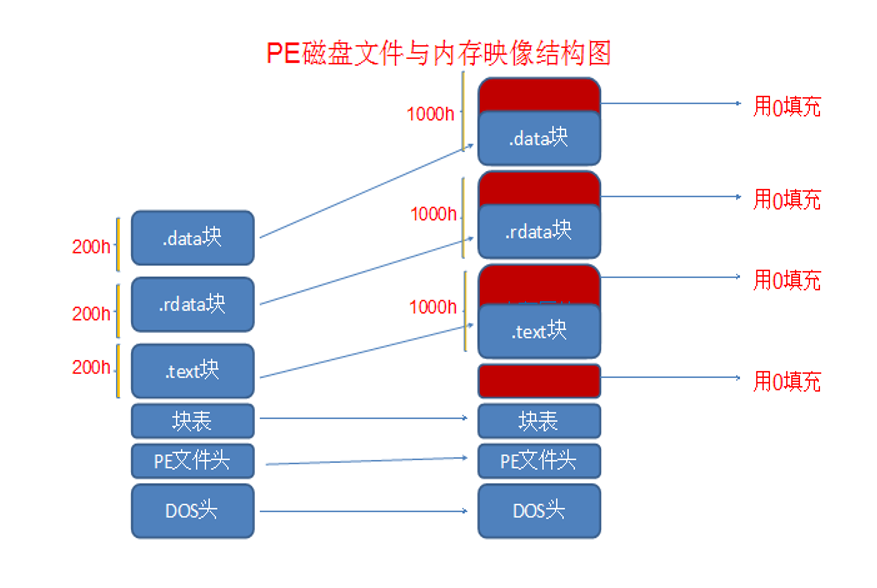 PE磁盘文件与内存映像结构图
1000h
用0填充
.data块
1000h
用0填充
.rdata块
1000h
用0填充
.text块
用0填充
块表
PE文件头
DOS头
200h
.data块
200h
.rdata块
200h
.text块
块表
PE文件头
DOS头